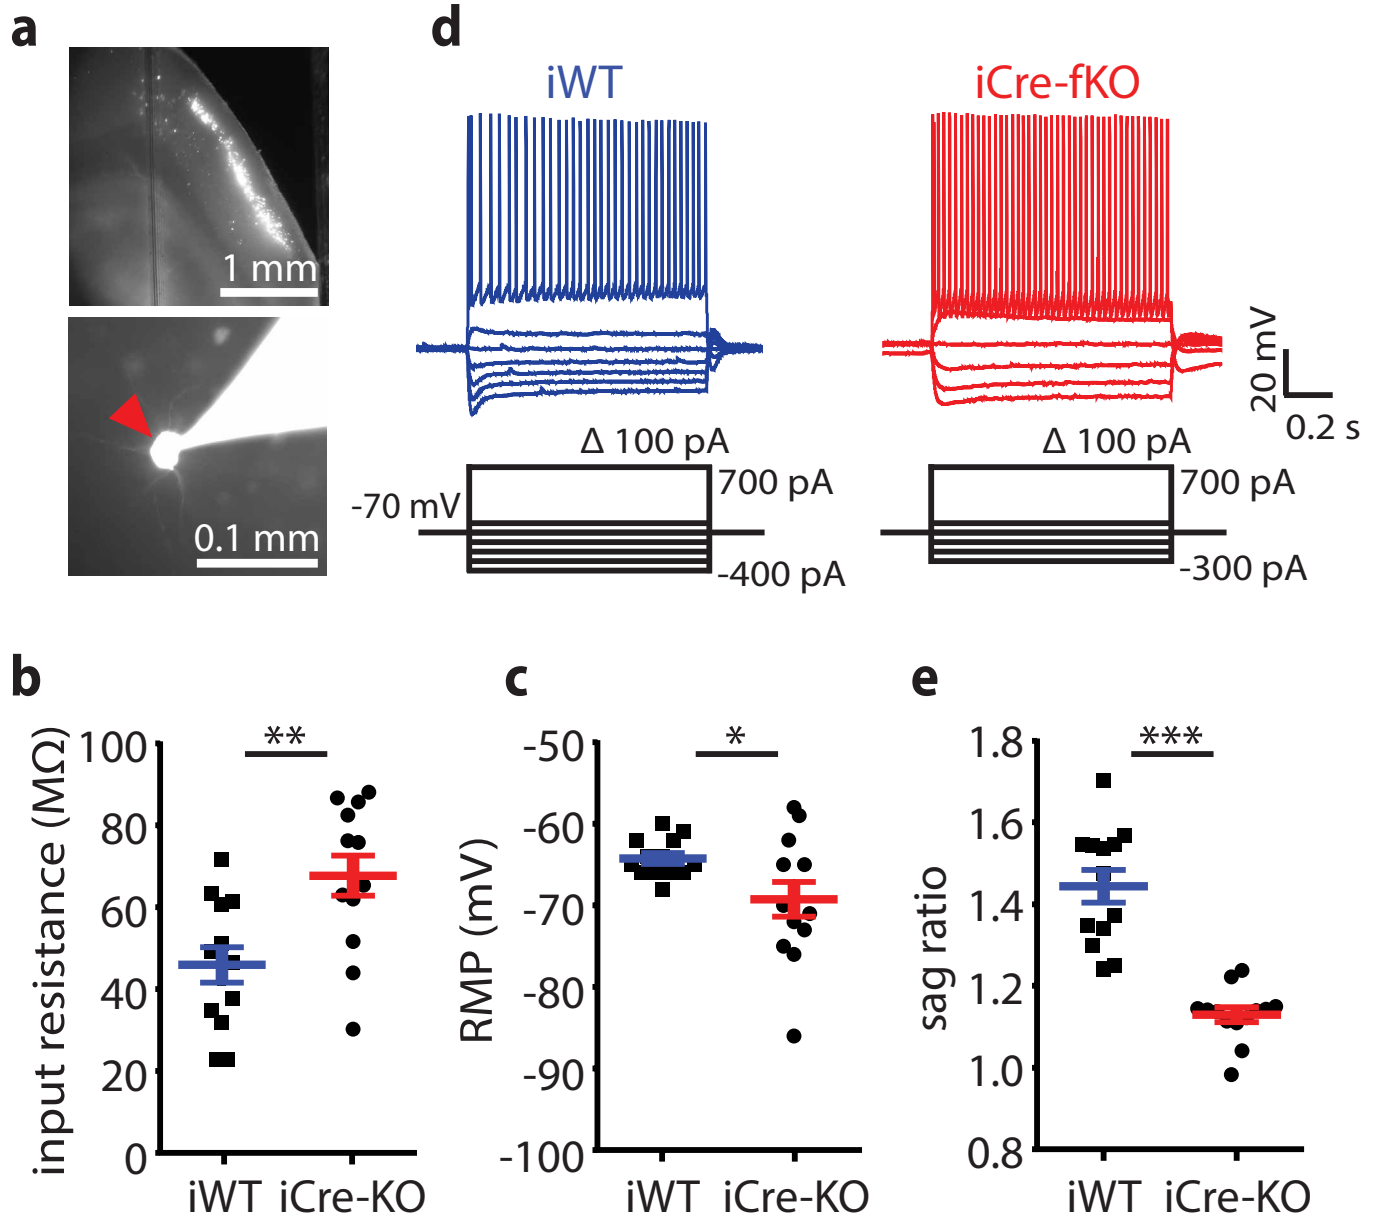 a
1 mm
0.1 mm
d
iWT
iCre-fKO
20 mV
0.2 s
Δ 100 pA
Δ 100 pA
-70 mV
700 pA
-400 pA
700 pA
-300 pA
b
input resistance (MΩ)
100
80
60
40
20
0
**
iWT
iCre-KO
c
RMP (mV)
-50
-60
-70
-80
-90
-100
*
iWT
iCre-KO
e
sag ratio
1.8
1.6
1.4
1.2
1.0
0.8
***
iWT
iCre-KO